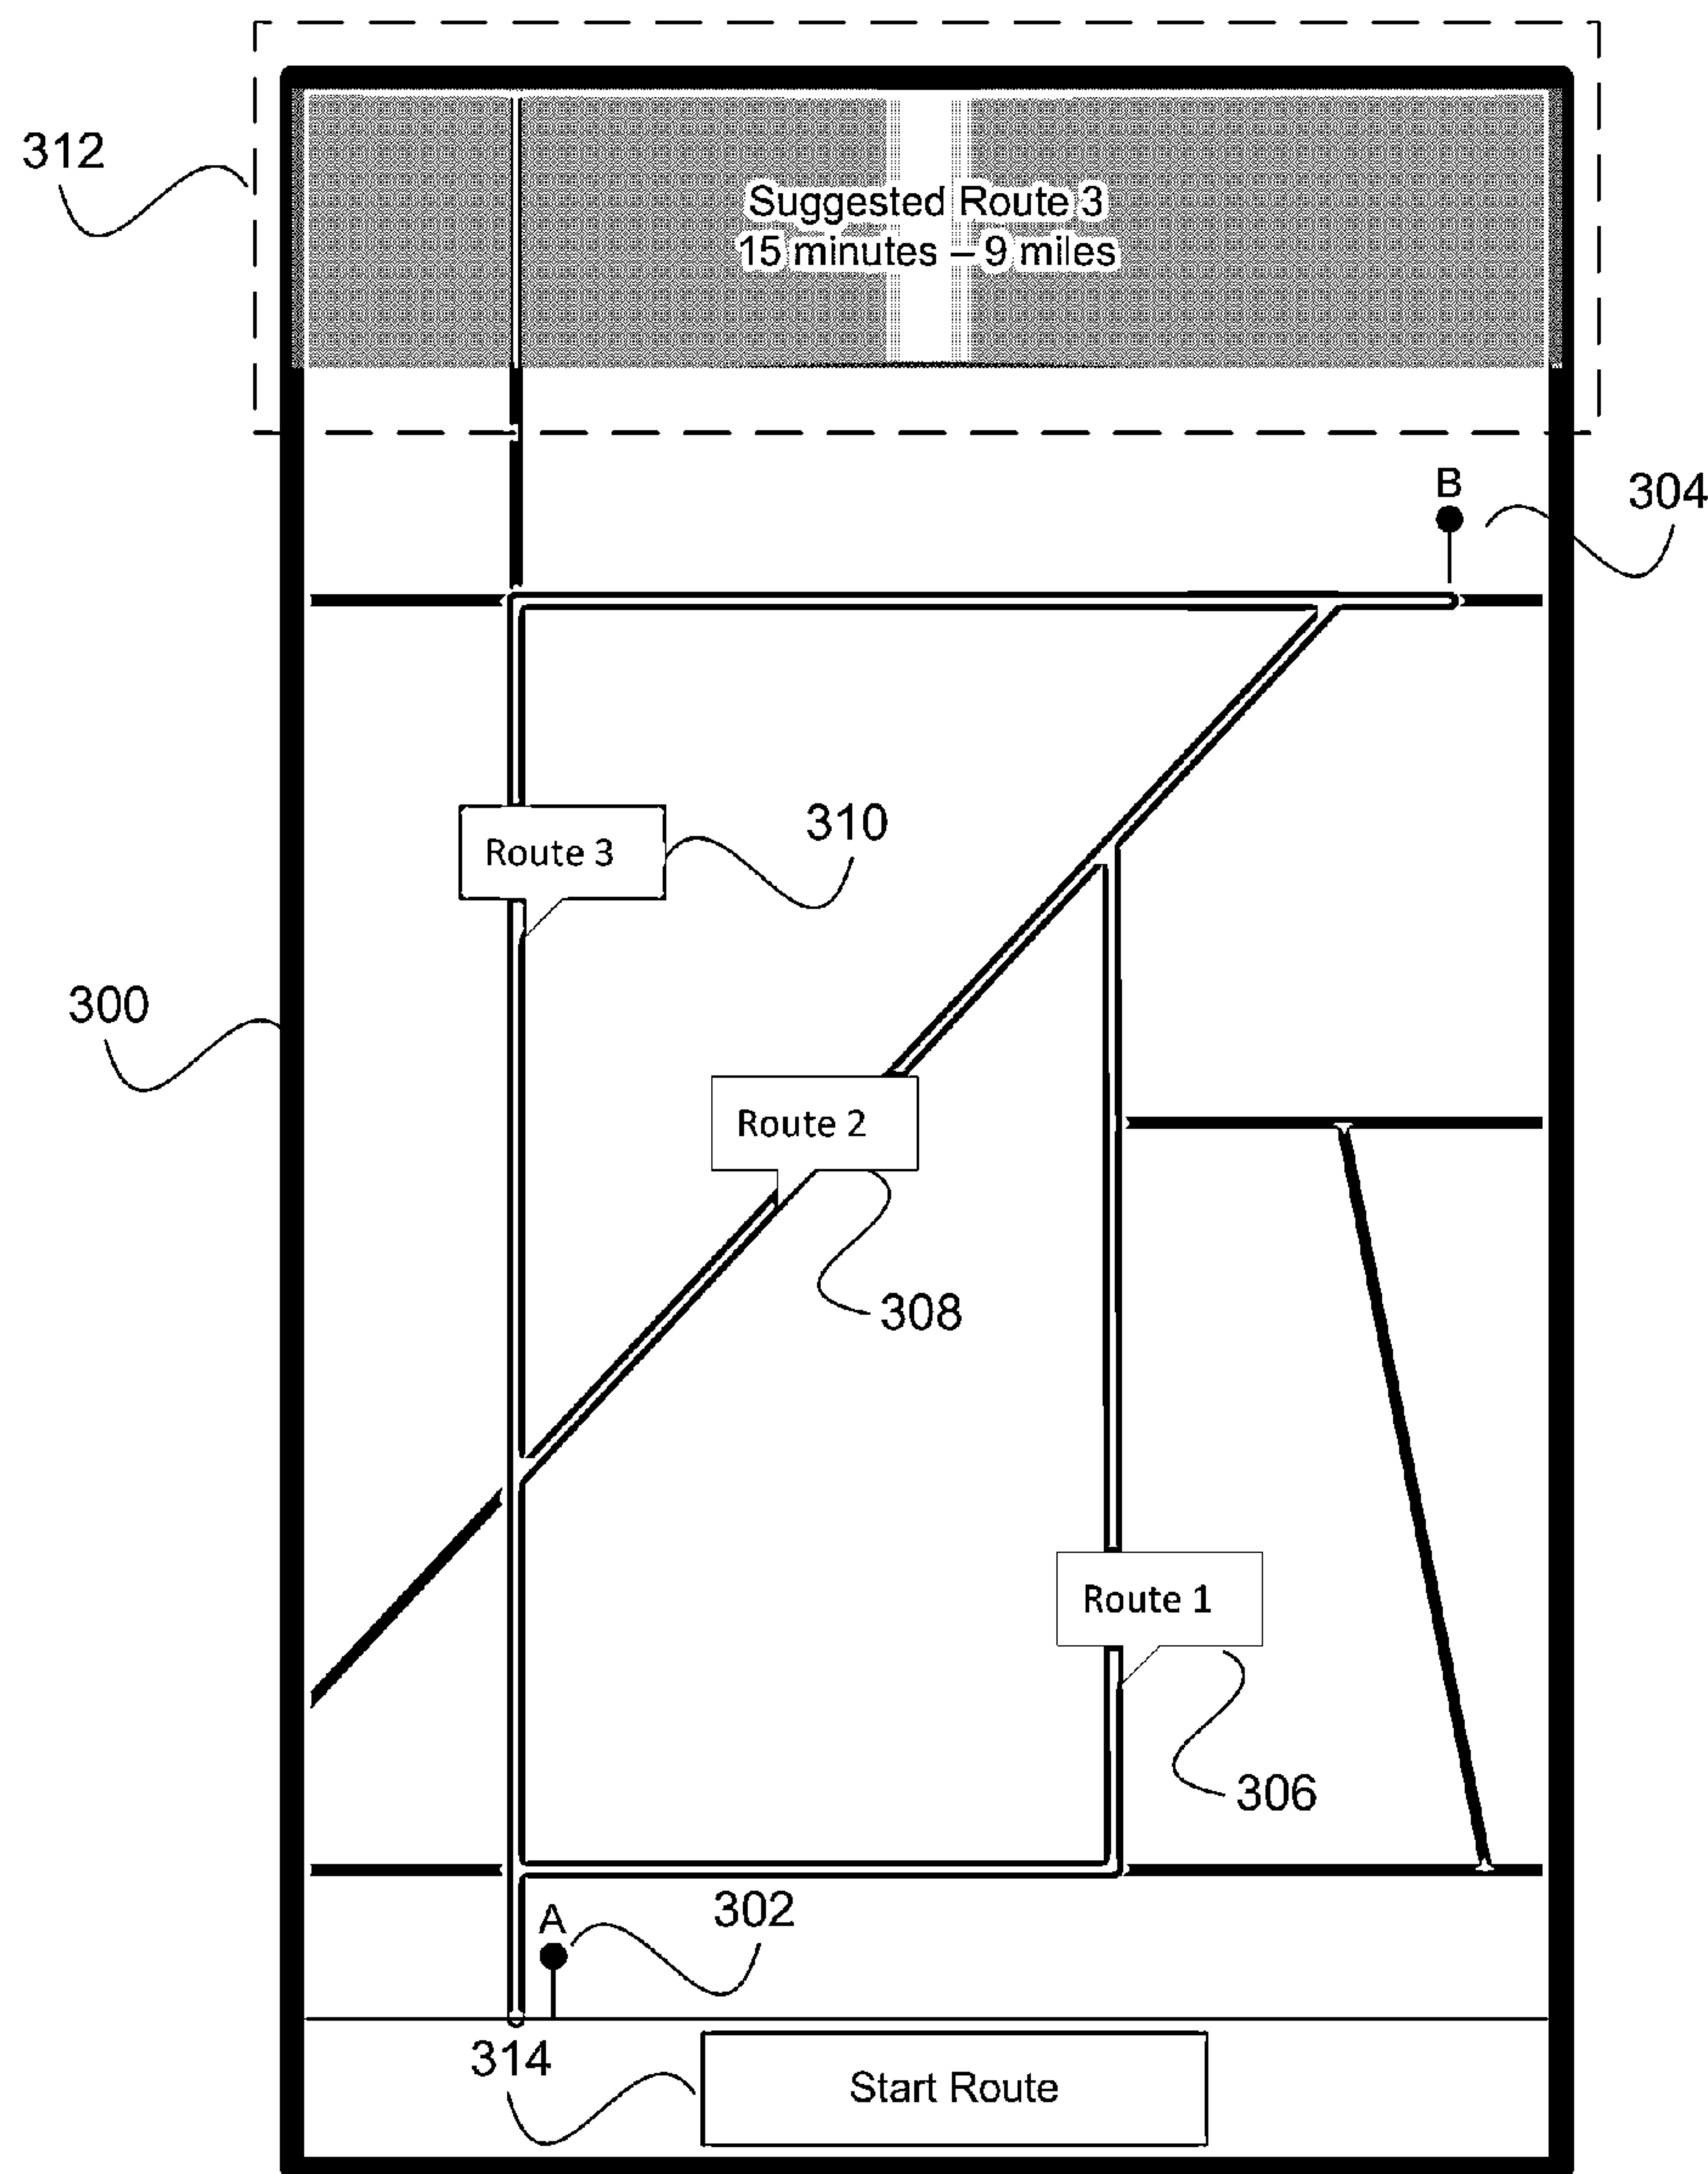 312
Suggested Route 3
15 minutes – 9 miles
B
304
310
Route 3
300
Route 2
308
Route 1
306
A
302
314
Start Route